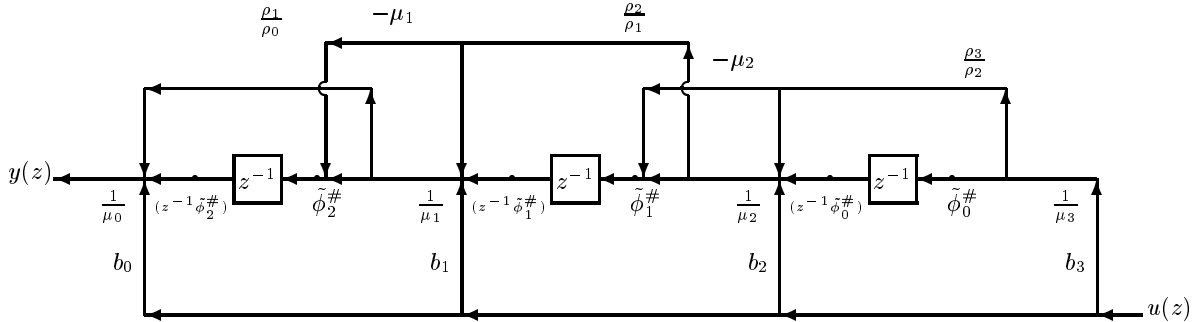 ρ₁/ρ₀ −μ₁ ρ₂/ρ₁
−μ₂ ρ₃/ρ₂
y(z) z⁻¹ z⁻¹ z⁻¹
1/μ₀ (z⁻¹φ̃₂^#) φ̃₂^# 1/μ₁ (z⁻¹φ̃₁^#) φ̃₁^# 1/μ₂ (z⁻¹φ̃₀^#) φ̃₀^# 1/μ₃
b₀ b₁ b₂ b₃
u(z)